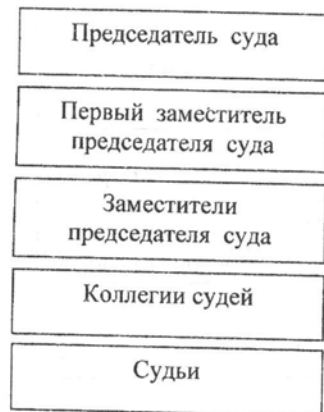 Председатель суда
Первый заместитель
председателя суда
Заместители
председателя суда
Коллегии судей
Судьи